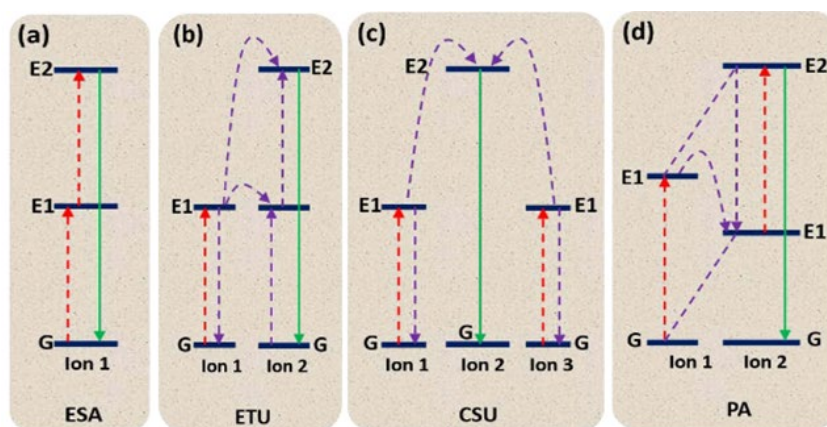 (a)
E2
E1
G
Ion 1
ESA
(b)
E2
E1
G
G
Ion 1
Ion 2
ETU
(c)
E2
E1
E1
G
G
G
Ion 1
Ion 2
Ion 3
CSU
(d)
E2
E1
E1
G
G
Ion 1
Ion 2
PA